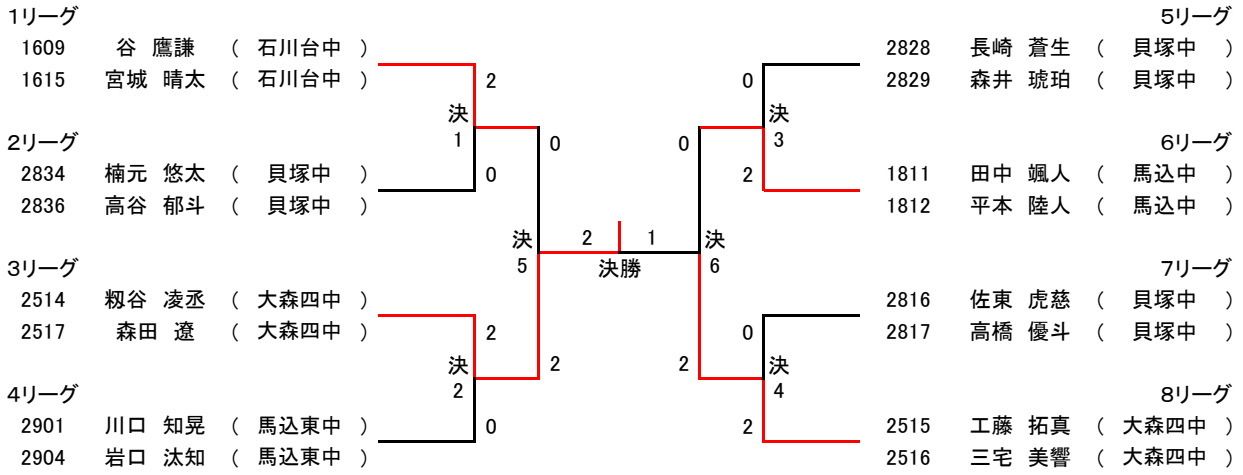 1リーグ
1609 谷 鷹謙 ( 石川台中 )
1615 宮城 晴太 ( 石川台中 )
2
決
1
2リーグ
0
2834 楠元 悠太 ( 貝塚中 )
2836 高谷 郁斗 ( 貝塚中 )
0
決
5
3リーグ
2514 籾谷 凌丞 ( 大森四中 )
2517 森田 遼 ( 大森四中 )
2
決
2
2
4リーグ
2901 川口 知晃 ( 馬込東中 )
2904 岩口 汰知 ( 馬込東中 )
0
2 1
決勝
5リーグ
2828 長崎 蒼生 ( 貝塚中 )
2829 森井 琥珀 ( 貝塚中 )
0
決
3
0
6リーグ
1811 田中 颯人 ( 馬込中 )
1812 平本 陸人 ( 馬込中 )
2
決
6
7リーグ
2816 佐東 虎慈 ( 貝塚中 )
2817 高橋 優斗 ( 貝塚中 )
0
決
4
2
8リーグ
2515 工藤 拓真 ( 大森四中 )
2516 三宅 美響 ( 大森四中 )
2